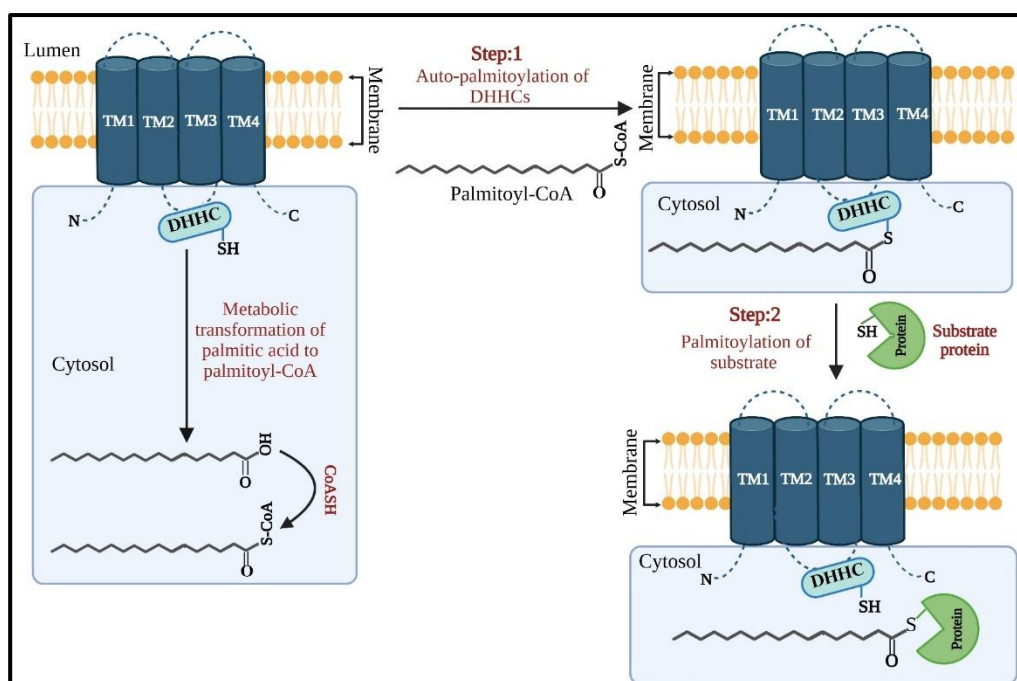 Lumen
TM1
TM2
TM3
TM4
Membrane
N
DHHC
SH
C
Metabolic
transformation of
palmitic acid to
palmitoyl-CoA
Cytosol
OH
O
CoASH
S-CoA
O
Step:1
Auto-palmitoylation of
DHHCs
S-CoA
O
Palmitoyl-CoA
Membrane
TM1
TM2
TM3
TM4
Cytosol
N
DHHC
C
S
O
Step:2
Palmitoylation of
substrate
SH
Protein
Substrate
protein
Membrane
TM1
TM2
TM3
TM4
Cytosol
N
DHHC
C
SH
S
O
Protein